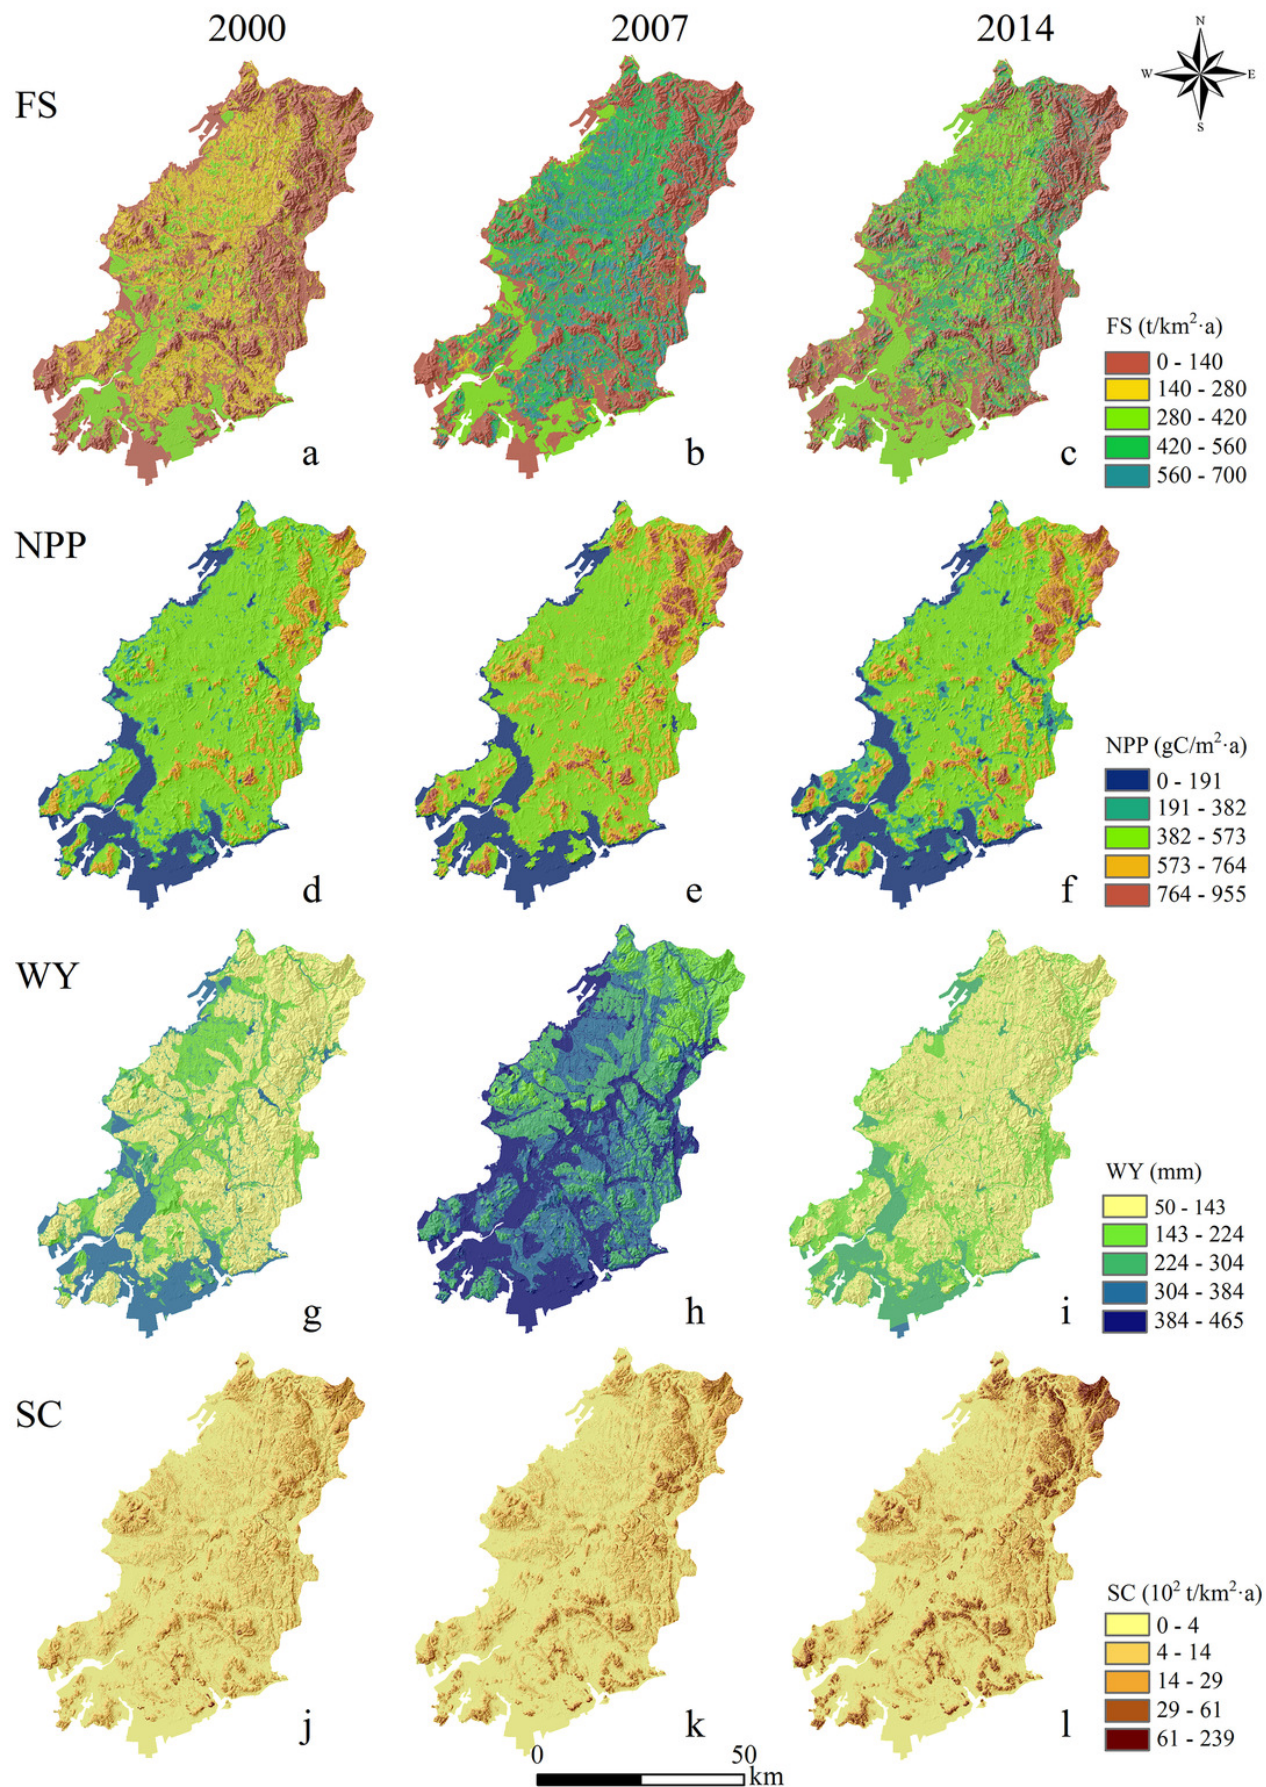 2000
2007
2014
N
W
E
S
FS
FS (t/km²·a)
0 - 140
140 - 280
280 - 420
420 - 560
560 - 700
a
b
c
NPP
NPP (gC/m²·a)
0 - 191
191 - 382
382 - 573
573 - 764
764 - 955
d
e
f
WY
WY (mm)
50 - 143
143 - 224
224 - 304
304 - 384
384 - 465
g
h
i
SC
SC (10² t/km²·a)
0 - 4
4 - 14
14 - 29
29 - 61
61 - 239
j
k
l
0
50
km